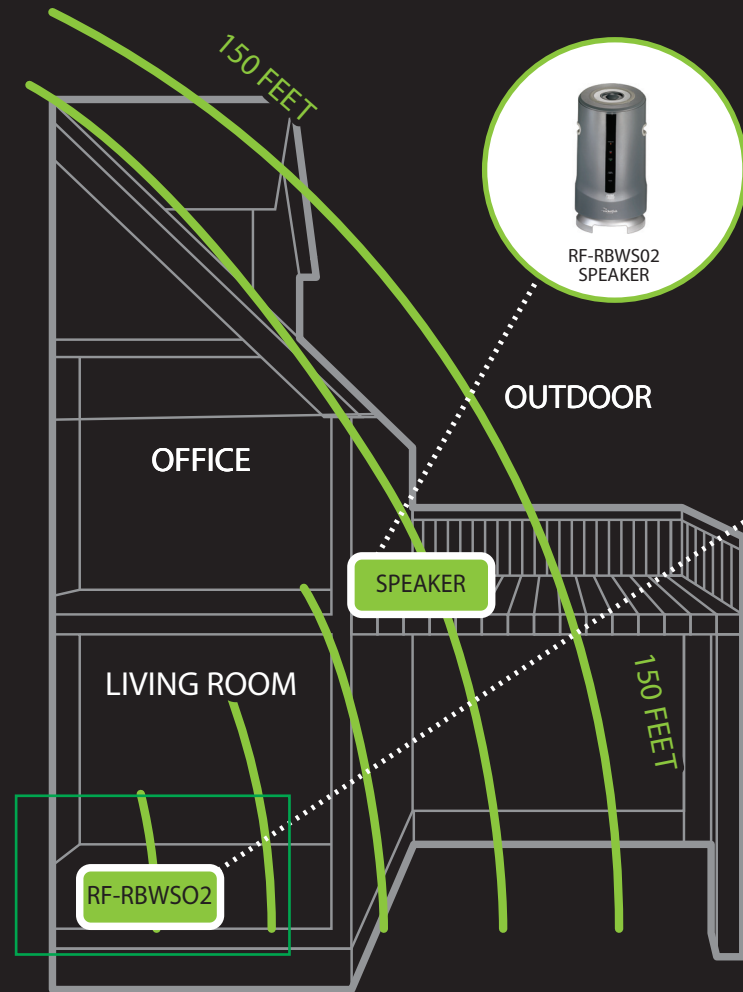 150 FEET
RF-RBWS02
SPEAKER
OUTDOOR
OFFICE
SPEAKER
LIVING ROOM
150 FEET
RF-RBWSO2